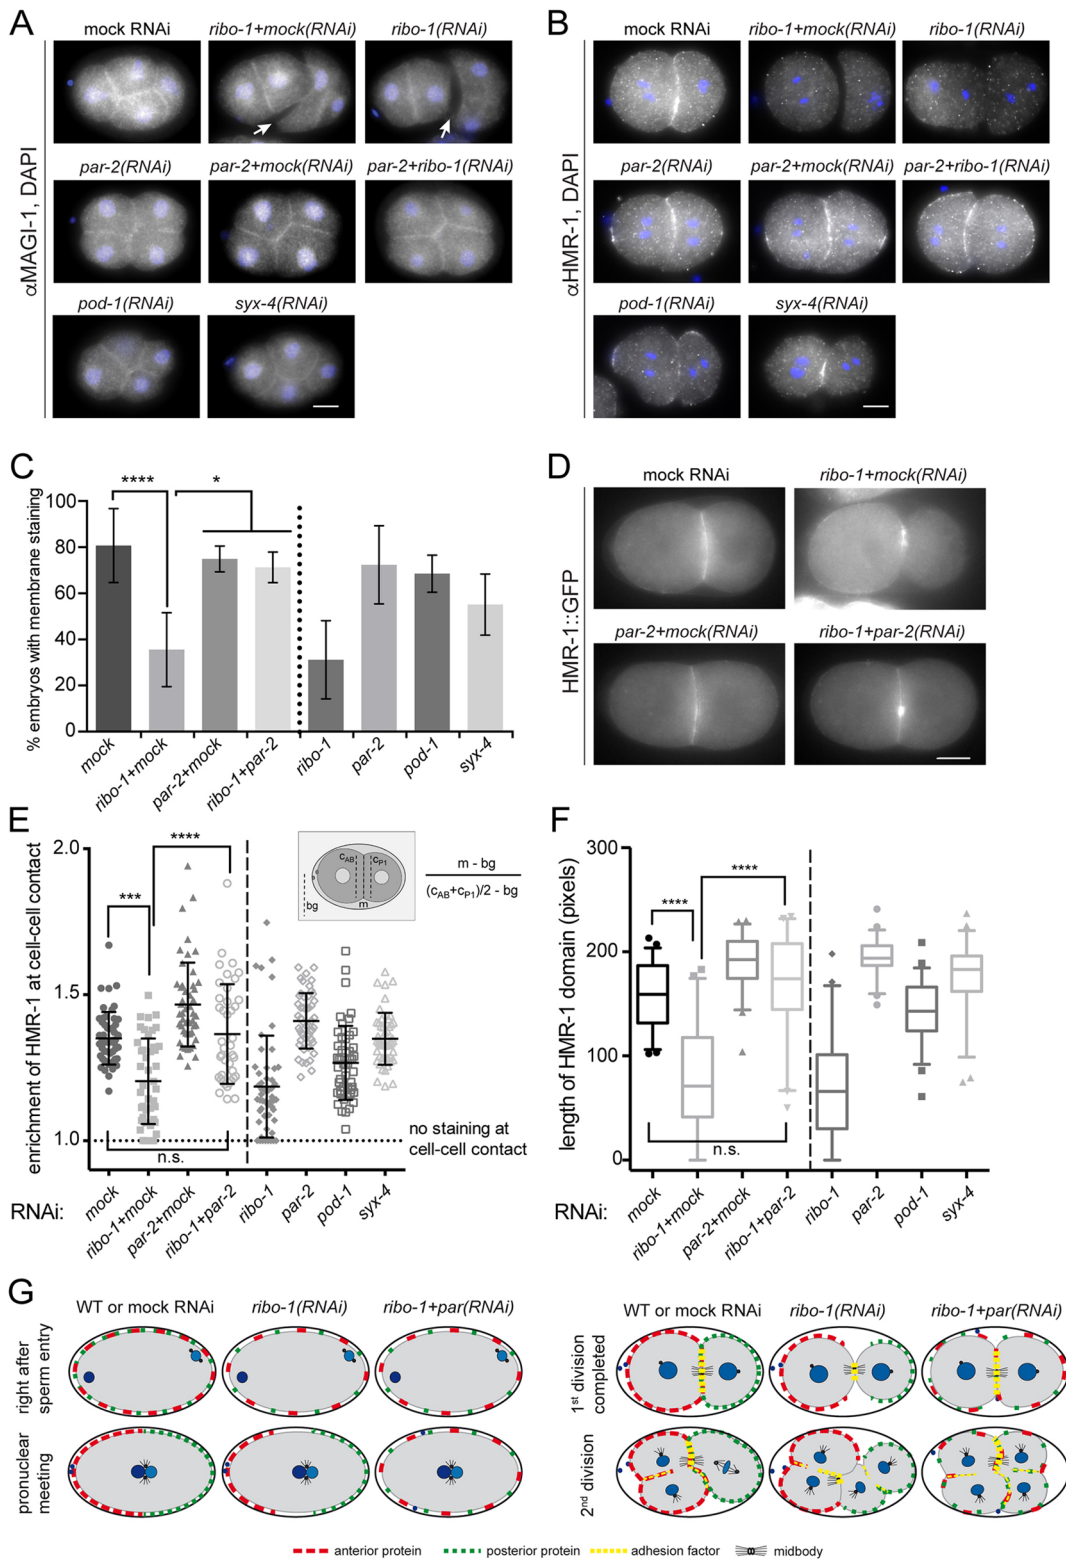 A
mock RNAi
ribo-1+mock(RNAi)
ribo-1(RNAi)
par-2(RNAi)
par-2+mock(RNAi)
par-2+ribo-1(RNAi)
pod-1(RNAi)
syx-4(RNAi)
αMAGI-1, DAPI
B
mock RNAi
ribo-1+mock(RNAi)
ribo-1(RNAi)
par-2(RNAi)
par-2+mock(RNAi)
par-2+ribo-1(RNAi)
pod-1(RNAi)
syx-4(RNAi)
αHMR-1, DAPI
C
% embryos with membrane staining
100
80
60
40
20
0
****
*
mock
ribo-1+mock
par-2+mock
ribo-1+par-2
ribo-1
par-2
pod-1
syx-4
D
mock RNAi
ribo-1+mock(RNAi)
par-2+mock(RNAi)
ribo-1+par-2(RNAi)
HMR-1::GFP
E
enrichment of HMR-1 at cell-cell contact
2.0
1.5
1.0
****
***
n.s.
cAB
cP1
bg
m
m - bg
(cAB+cP1)/2 - bg
no staining at
cell-cell contact
RNAi:
mock
ribo-1+mock
par-2+mock
ribo-1+par-2
ribo-1
par-2
pod-1
syx-4
F
length of HMR-1 domain (pixels)
300
200
100
0
****
****
n.s.
RNAi:
mock
ribo-1+mock
par-2+mock
ribo-1+par-2
ribo-1
par-2
pod-1
syx-4
G
WT or mock RNAi
ribo-1(RNAi)
ribo-1+par(RNAi)
right after
sperm entry
pronuclear
meeting
WT or mock RNAi
ribo-1(RNAi)
ribo-1+par(RNAi)
1st division
completed
2nd division
anterior protein
posterior protein
adhesion factor
midbody